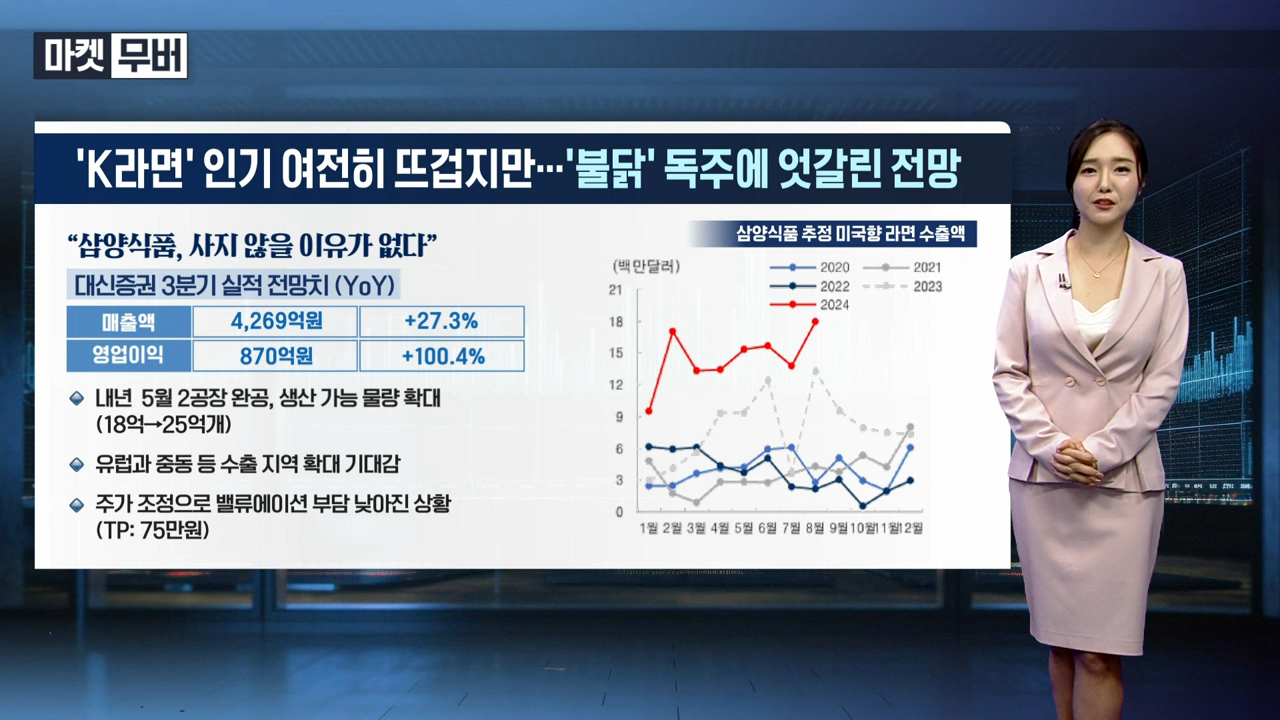 마켓무버
'K라면' 인기 여전히 뜨겁지만…'불닭' 독주에 엇갈린 전망
“삼양식품, 사지 않을 이유가 없다”
대신증권 3분기 실적 전망치 (YoY)
매출액 4,269억원 +27.3%
영업이익 870억원 +100.4%
내년 5월 2공장 완공, 생산 가능 물량 확대
(18억→25억개)
유럽과 중동 등 수출 지역 확대 기대감
주가 조정으로 밸류에이션 부담 낮아진 상황
(TP: 75만원)
삼양식품 추정 미국향 라면 수출액
(백만달러)
2020 2021
2022 2023
2024
21
18
15
12
9
6
3
0
1월 2월 3월 4월 5월 6월 7월 8월 9월 10월 11월 12월